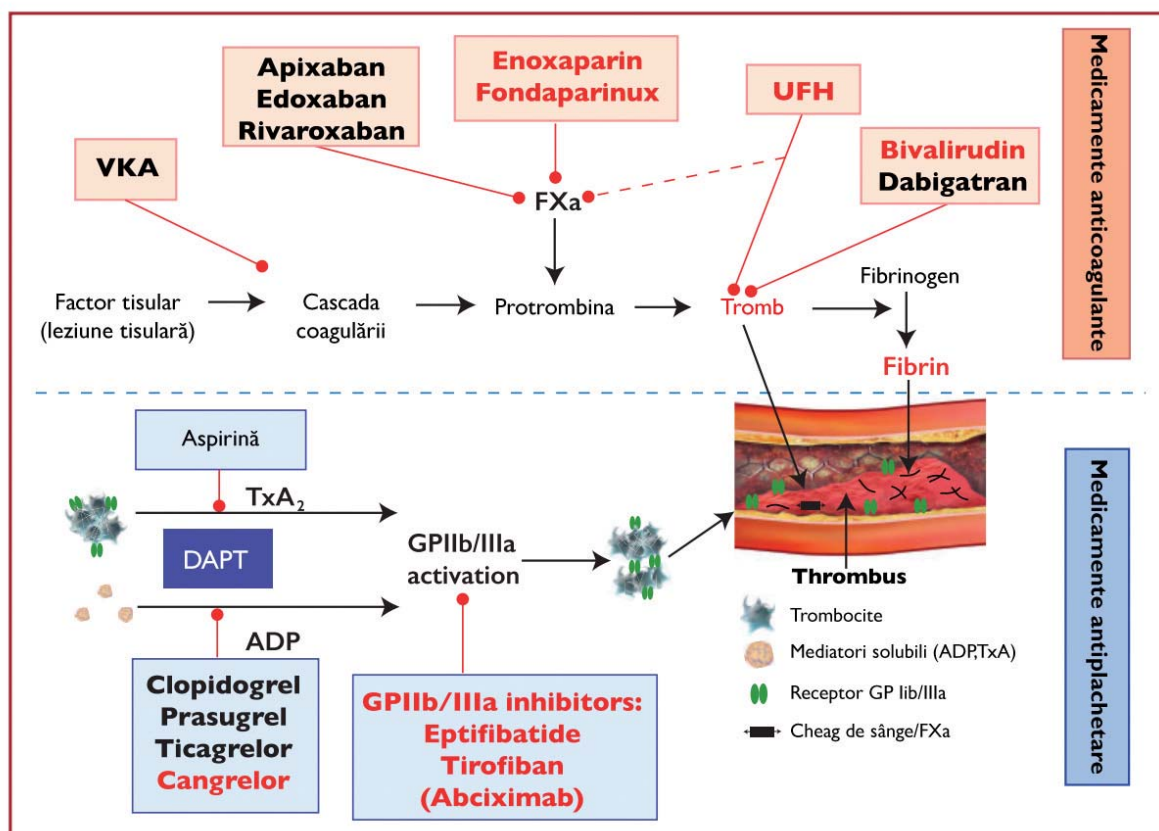 Apixaban
Edoxaban
Rivaroxaban
Enoxaparin
Fondaparinux
UFH
VKA
Bivalirudin
Dabigatran
FXa
Factor tisular
(leziune tisulară)
Cascada
coagulării
Protrombina
Tromb
Fibrinogen
Fibrin
Medicamente anticoagulante
Aspirină
TxA2
DAPT
ADP
GPIIb/IIIa
activation
Clopidogrel
Prasugrel
Ticagrelor
Cangrelor
GPIIb/IIIa inhibitors:
Eptifibatide
Tirofiban
(Abciximab)
Thrombus
Trombocite
Mediatori solubili (ADP,TxA)
Receptor GP Iib/IIIa
Cheag de sânge/FXa
Medicamente antiplachetare